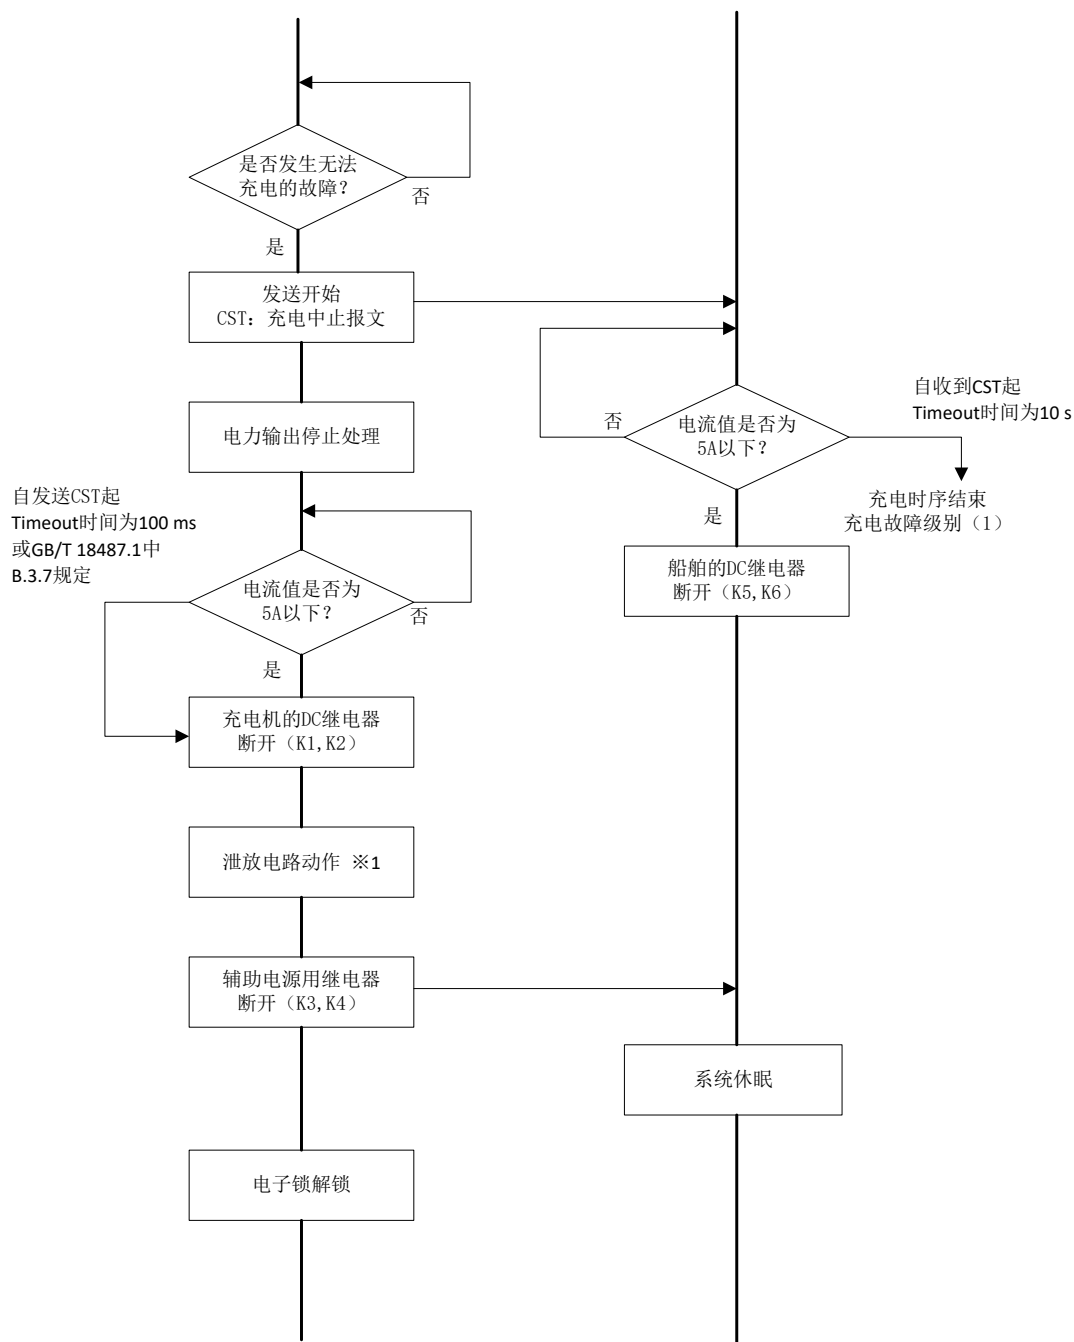 是否发生无法
充电的故障？
否
是
发送开始
CST：充电中止报文
电力输出停止处理
自发送CST起
Timeout时间为100 ms
或GB/T 18487.1中
B.3.7规定
电流值是否为
5A以下？
否
是
充电机的DC继电器
断开（K1,K2）
泄放电路动作 ※1
辅助电源用继电器
断开（K3,K4）
电子锁解锁
自收到CST起
Timeout时间为10 s
否
电流值是否为
5A以下？
是
充电时序结束
充电故障级别（1）
船舶的DC继电器
断开（K5,K6）
系统休眠